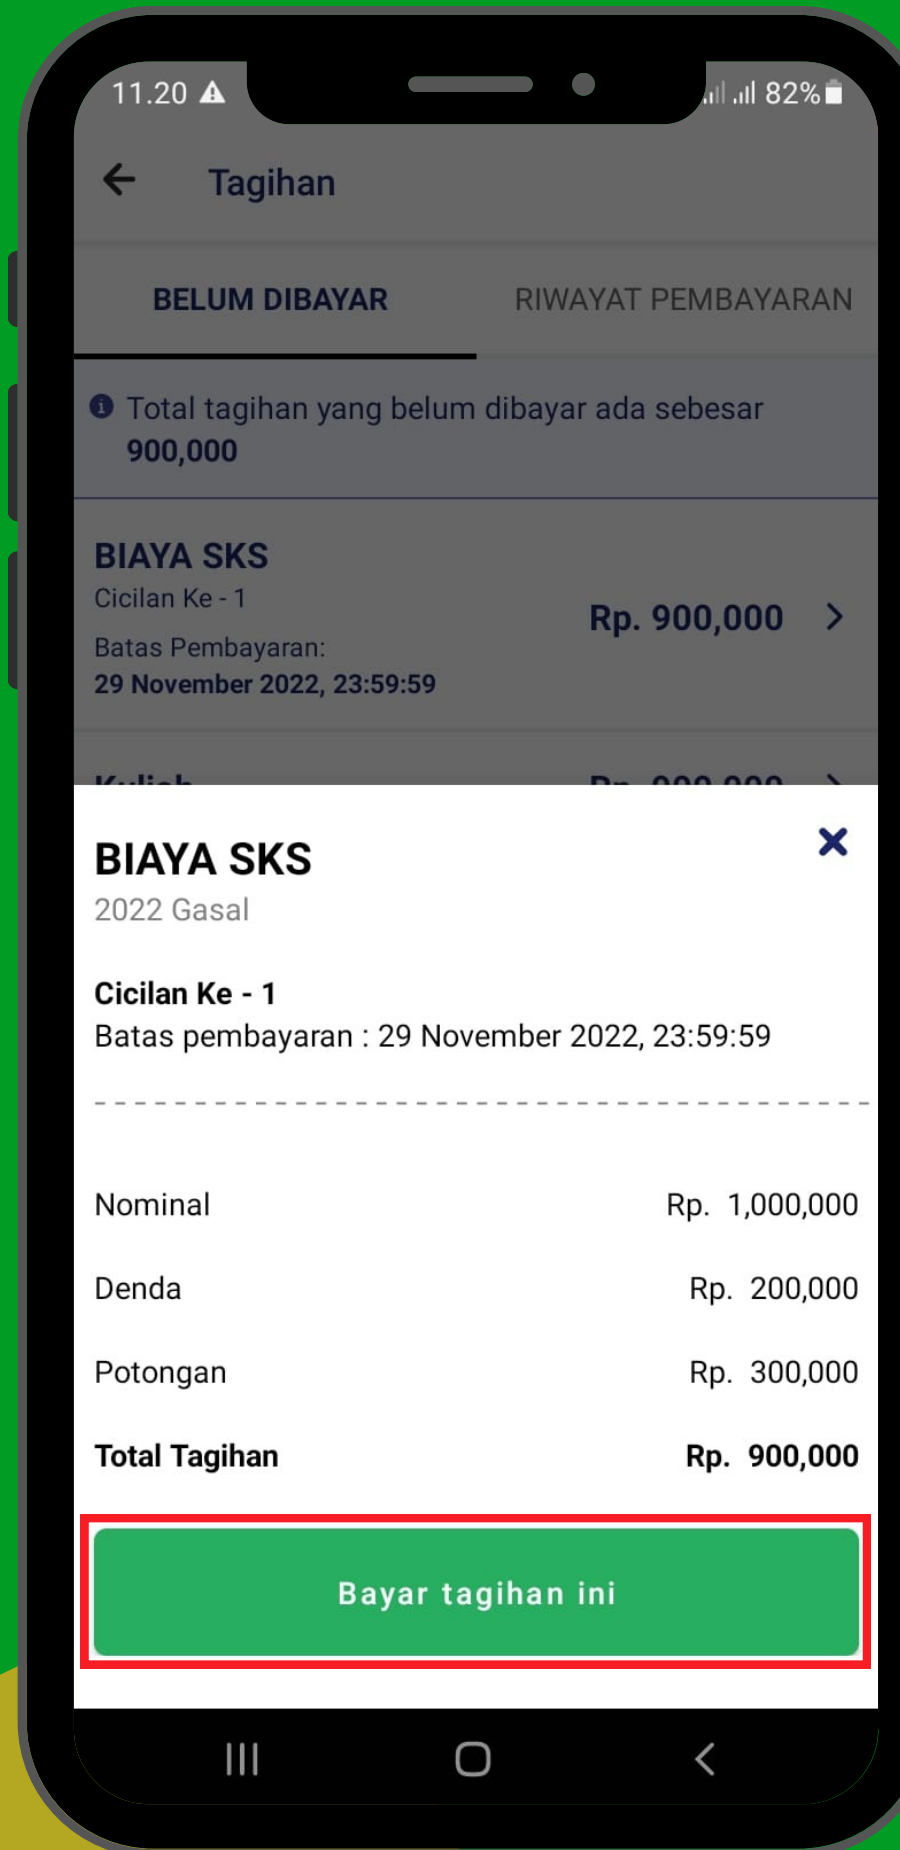 11.20
82%
Tagihan
BELUM DIBAYAR RIWAYAT PEMBAYARAN
Total tagihan yang belum dibayar ada sebesar
900,000
BIAYA SKS
Cicilan Ke - 1
Rp. 900,000
Batas Pembayaran:
29 November 2022, 23:59:59
BIAYA SKS
2022 Gasal
Cicilan Ke - 1
Batas pembayaran : 29 November 2022, 23:59:59
Nominal Rp. 1,000,000
Denda Rp. 200,000
Potongan Rp. 300,000
Total Tagihan Rp. 900,000
Bayar tagihan ini